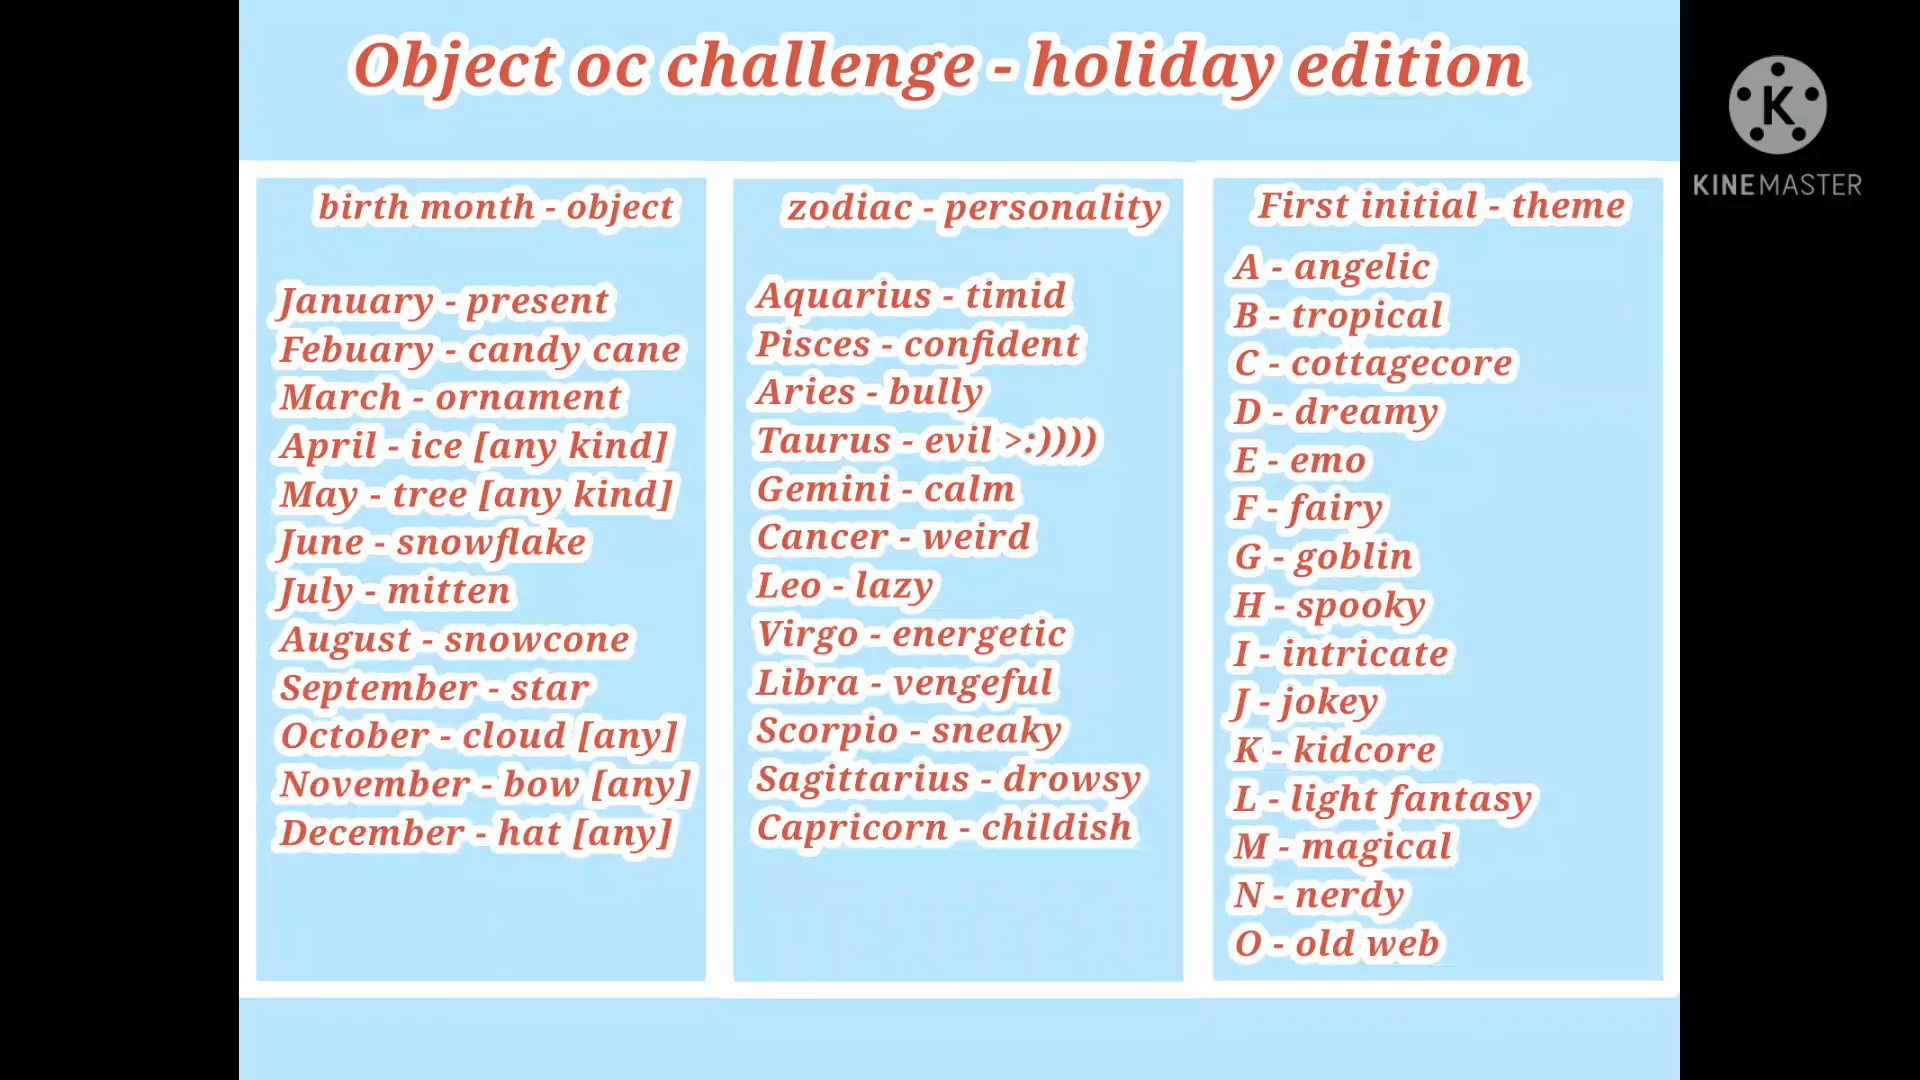 Object oc challenge - holiday edition
KINEMASTER
birth month - object
January - present
Febuary - candy cane
March - ornament
April - ice [any kind]
May - tree [any kind]
June - snowflake
July - mitten
August - snowcone
September - star
October - cloud [any]
November - bow [any]
December - hat [any]
zodiac - personality
Aquarius - timid
Pisces - confident
Aries - bully
Taurus - evil >:))))
Gemini - calm
Cancer - weird
Leo - lazy
Virgo - energetic
Libra - vengeful
Scorpio - sneaky
Sagittarius - drowsy
Capricorn - childish
First initial - theme
A - angelic
B - tropical
C - cottagecore
D - dreamy
E - emo
F - fairy
G - goblin
H - spooky
I - intricate
J - jokey
K - kidcore
L - light fantasy
M - magical
N - nerdy
O - old web